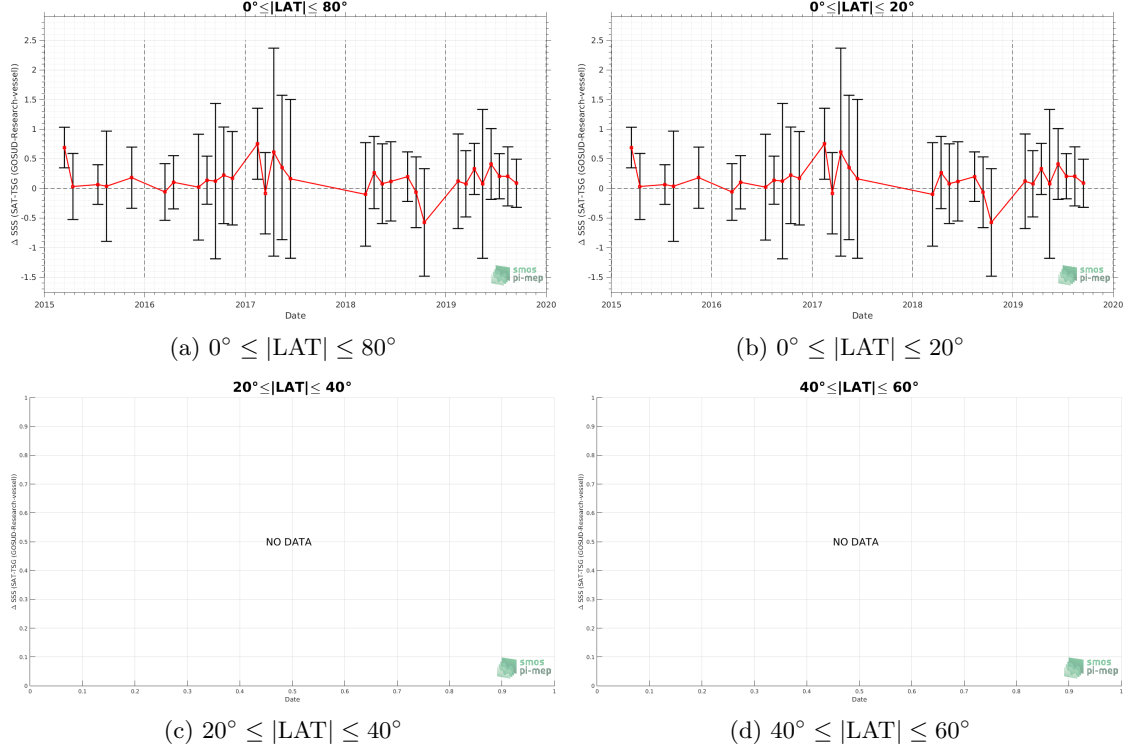 0°≤|LAT|≤ 80°
Δ SSS (SAT-TSG (GOSUD-Research-vessel))
2.5
2
1.5
1
0.5
0
-0.5
-1
-1.5
2015 2016 2017 2018 2019 2020
Date
smos
pi-mep
(a) 0° ≤ |LAT| ≤ 80°
0°≤|LAT|≤ 20°
Δ SSS (SAT-TSG (GOSUD-Research-vessel))
2.5
2
1.5
1
0.5
0
-0.5
-1
-1.5
2015 2016 2017 2018 2019 2020
Date
smos
pi-mep
(b) 0° ≤ |LAT| ≤ 20°
20°≤|LAT|≤ 40°
Δ SSS (SAT-TSG (GOSUD-Research-vessel))
1
0.9
0.8
0.7
0.6
0.5
0.4
0.3
0.2
0.1
0
NO DATA
0 0.1 0.2 0.3 0.4 0.5 0.6 0.7 0.8 0.9 1
Date
smos
pi-mep
(c) 20° ≤ |LAT| ≤ 40°
40°≤|LAT|≤ 60°
Δ SSS (SAT-TSG (GOSUD-Research-vessel))
1
0.9
0.8
0.7
0.6
0.5
0.4
0.3
0.2
0.1
0
NO DATA
0 0.1 0.2 0.3 0.4 0.5 0.6 0.7 0.8 0.9 1
Date
smos
pi-mep
(d) 40° ≤ |LAT| ≤ 60°